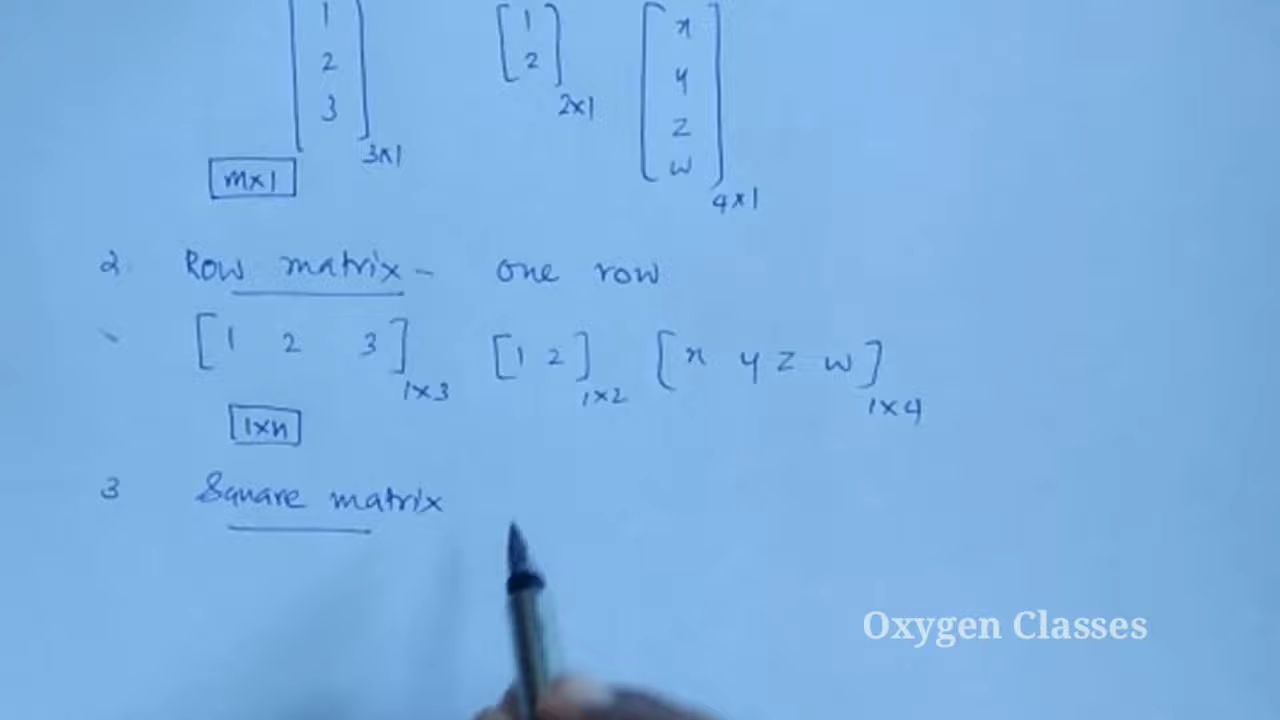 1 1 x
2 2 y
3 z
w
2x1
3x1
mx1
4x1
2. Row matrix - one row
[1 2 3] [1 2] [x y z w]
1x3 1x2 1x4
1xn
3 Square matrix
Oxygen Classes